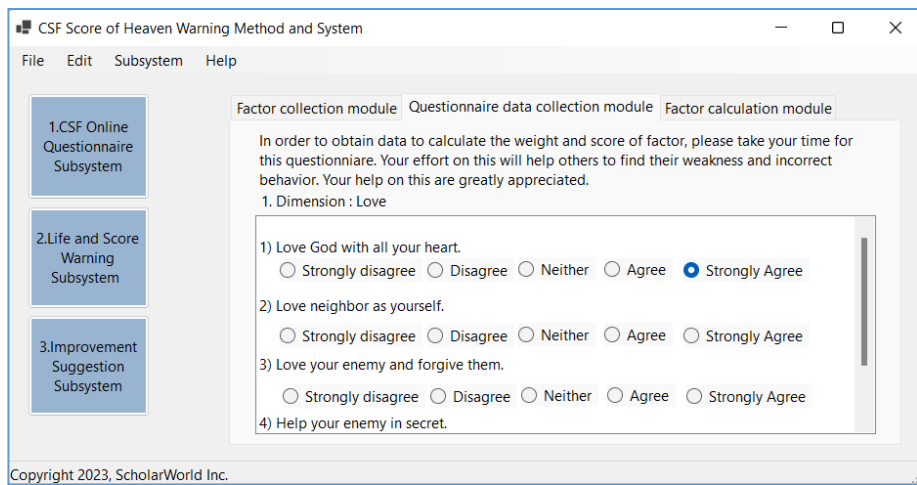 CSF Score of Heaven Warning Method and System
File Edit Subsystem Help
1.CSF Online
Questionnaire
Subsystem
2.Life and Score
Warning
Subsystem
3.Improvement
Suggestion
Subsystem
Factor collection module Questionnaire data collection module Factor calculation module
In order to obtain data to calculate the weight and score of factor, please take your time for
this questionniare. Your effort on this will help others to find their weakness and incorrect
behavior. Your help on this are greatly appreciated.
1. Dimension : Love
1) Love God with all your heart.
Strongly disagree Disagree Neither Agree Strongly Agree
2) Love neighbor as yourself.
Strongly disagree Disagree Neither Agree Strongly Agree
3) Love your enemy and forgive them.
Strongly disagree Disagree Neither Agree Strongly Agree
4) Help your enemy in secret.
Copyright 2023, ScholarWorld Inc.